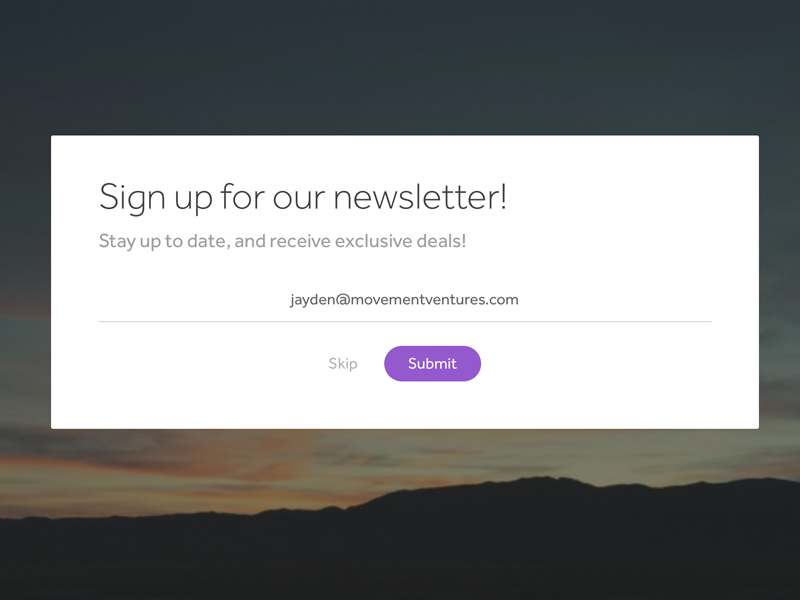 Sign up for our newsletter!
Stay up to date, and receive exclusive deals!
jayden@movementventures.com
Skip Submit